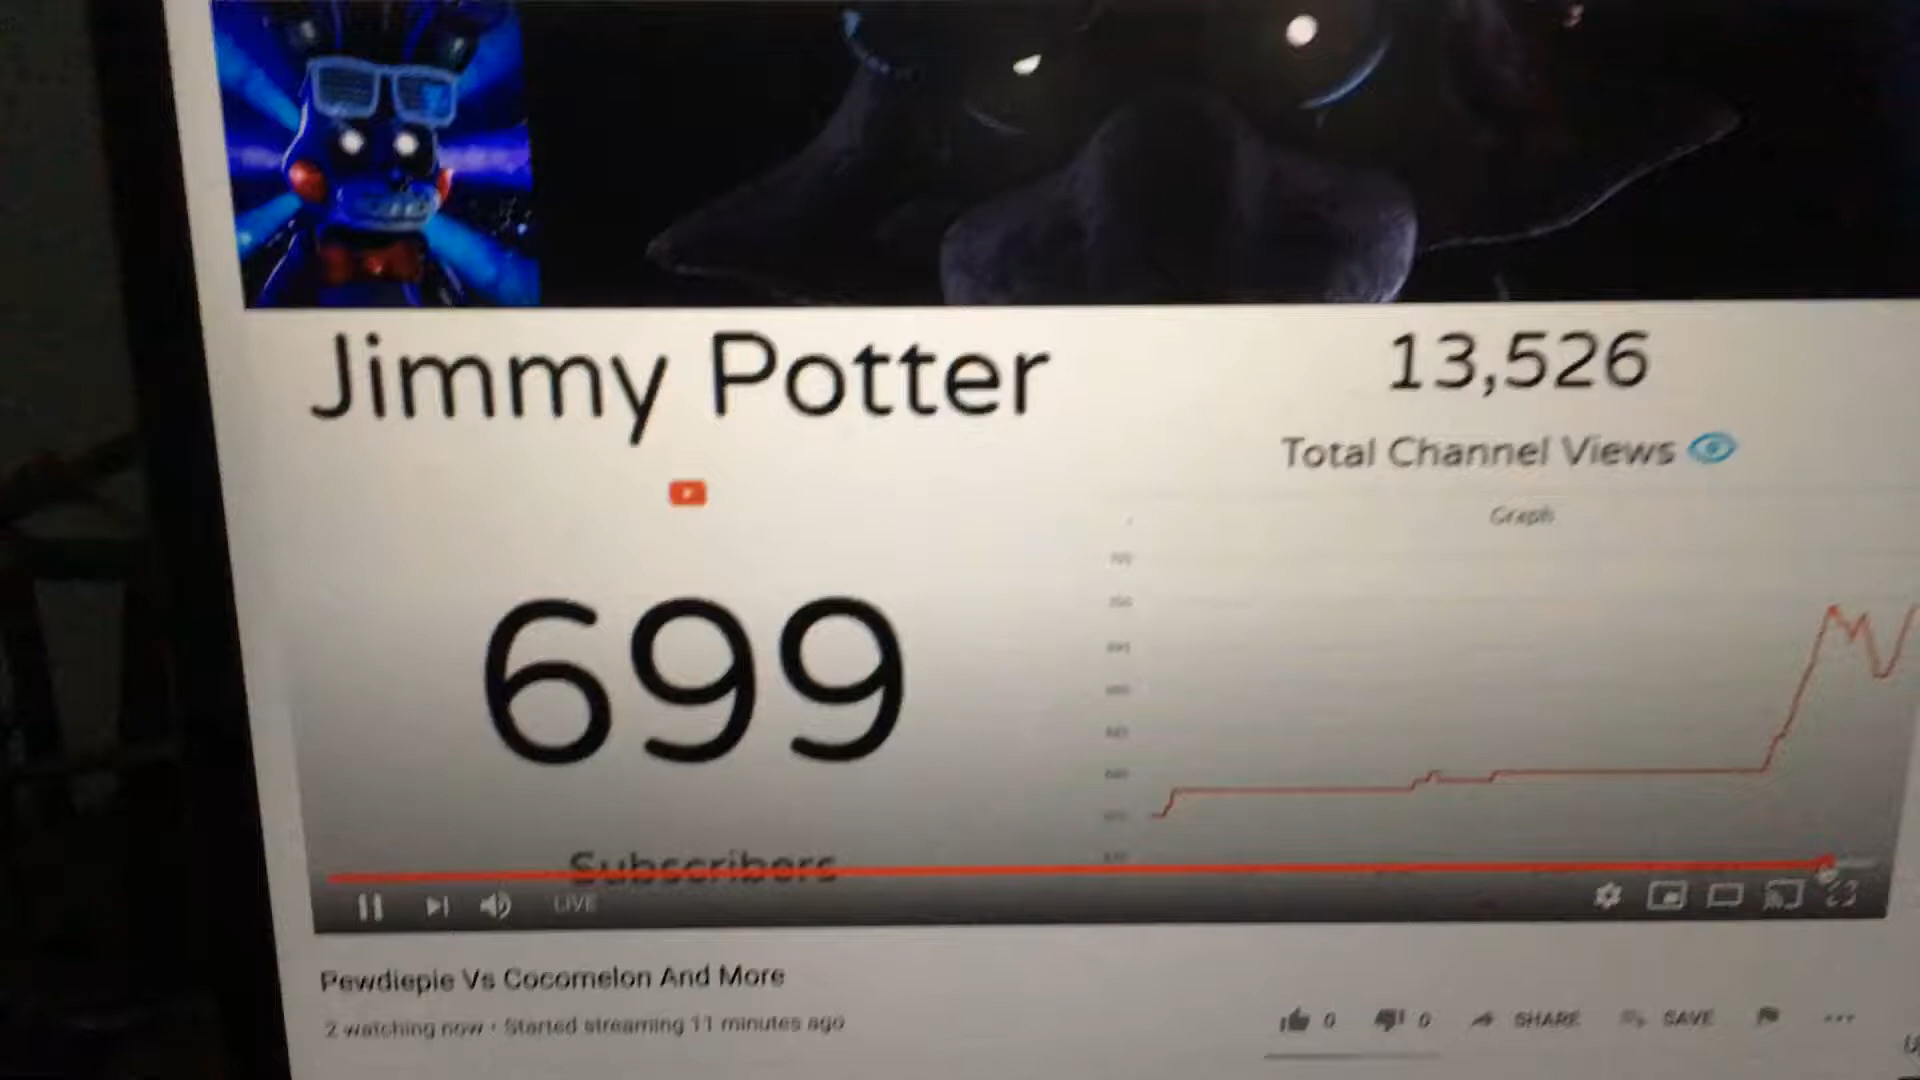 Jimmy Potter
13,526
Total Channel Views
Graph
699
Subscribers
LIVE
Pewdiepie Vs Cocomelon And More
2 watching now • Started streaming 11 minutes ago
0
0
SHARE
SAVE